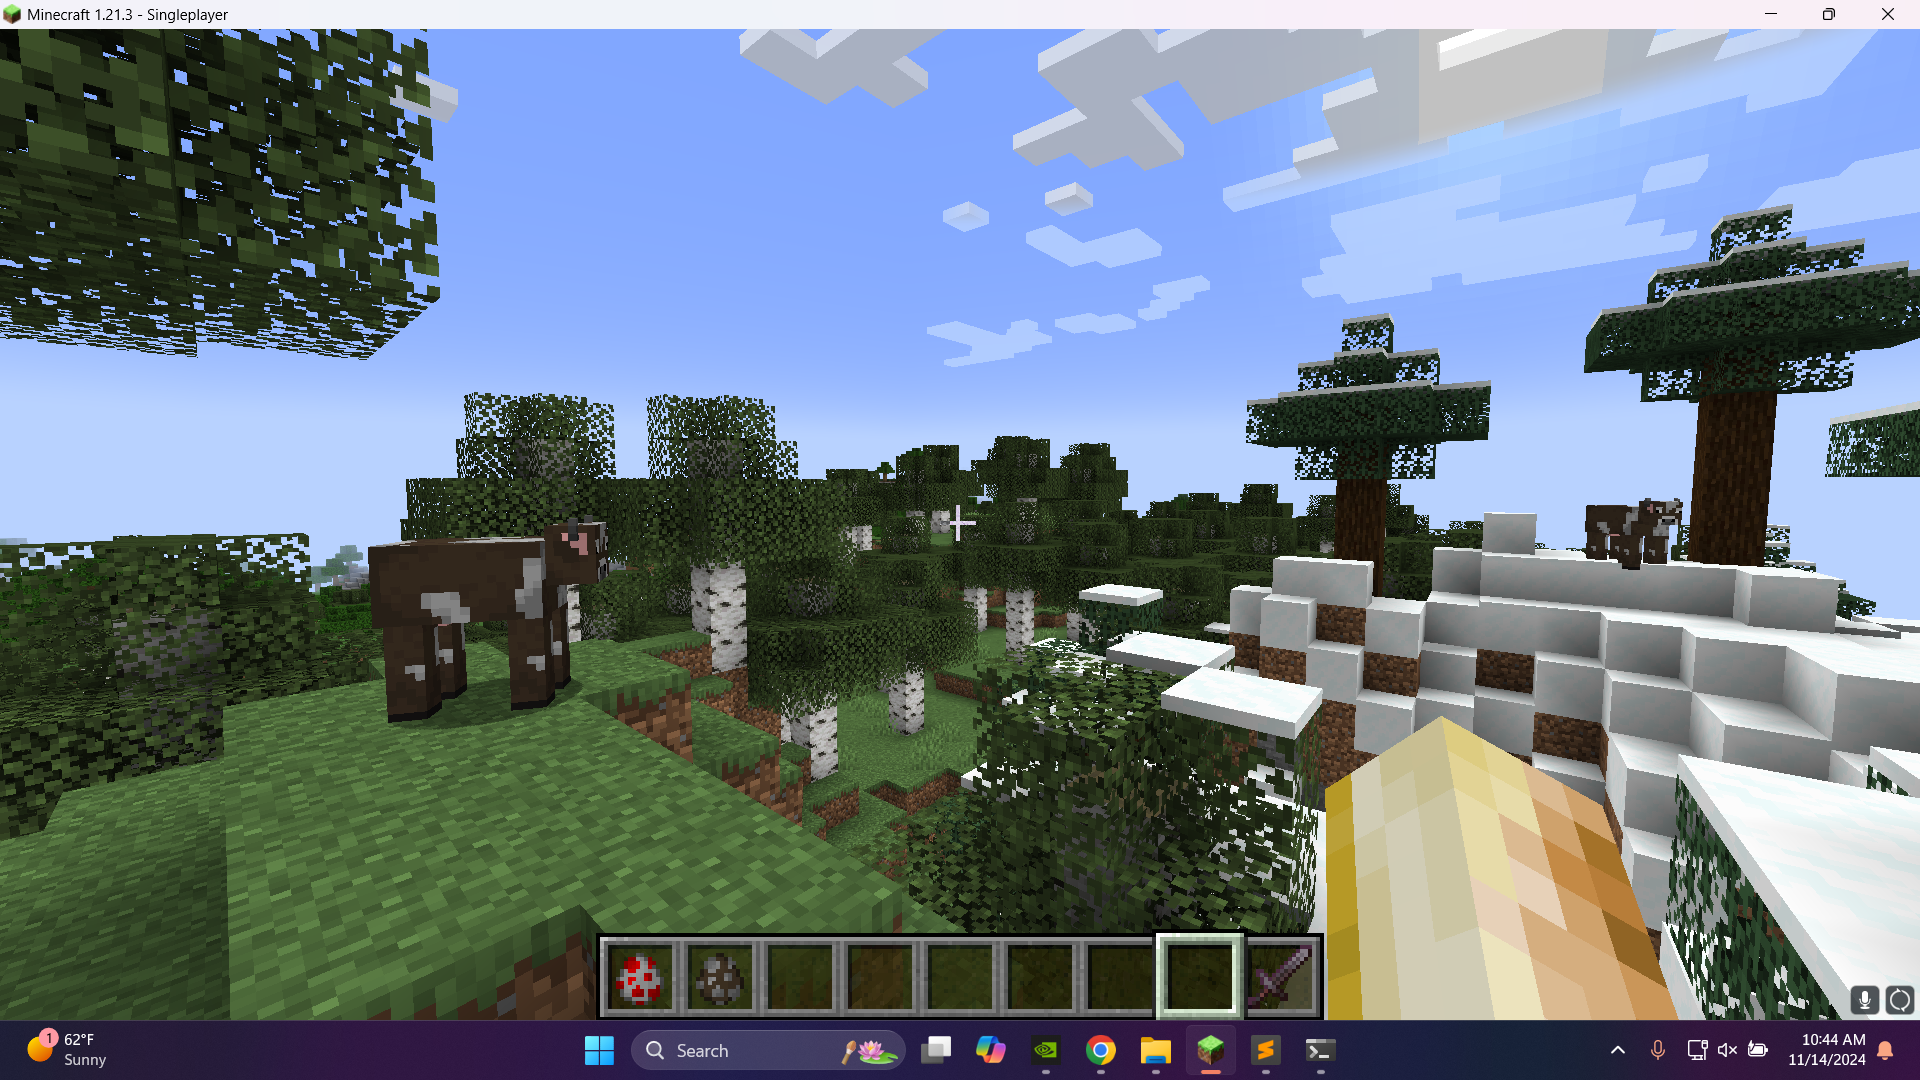 Minecraft 1.21.3 - Singleplayer
1
62°F
Sunny
Search
10:44 AM
11/14/2024